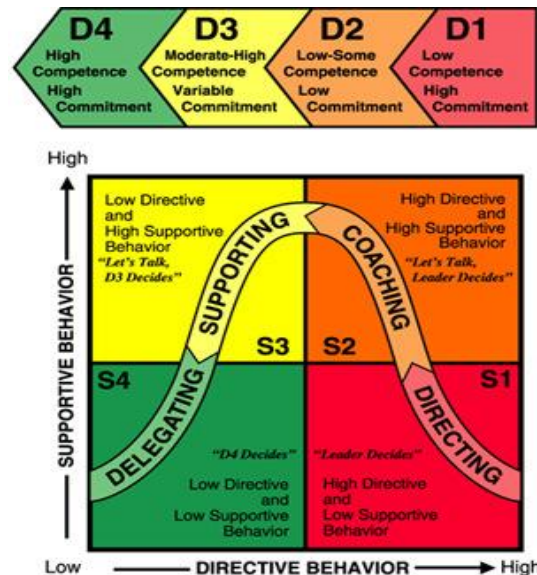 D4
High
Competence
High
Commitment
D3
Moderate-High
Competence
Variable
Commitment
D2
Low-Some
Competence
Low
Commitment
D1
Low
Competence
High
Commitment
High
SUPPORTIVE BEHAVIOR
Low Directive
and
High Supportive
Behavior
“Let's Talk,
D3 Decides”
S3
SUPPORTING
High Directive
and
High Supportive
Behavior
“Let's Talk,
Leader Decides”
S2
COACHING
S4
DELEGATING
“D4 Decides”
Low Directive
and
Low Supportive
Behavior
S1
DIRECTING
“Leader Decides”
High Directive
and
Low Supportive
Behavior
Low
DIRECTIVE BEHAVIOR
High